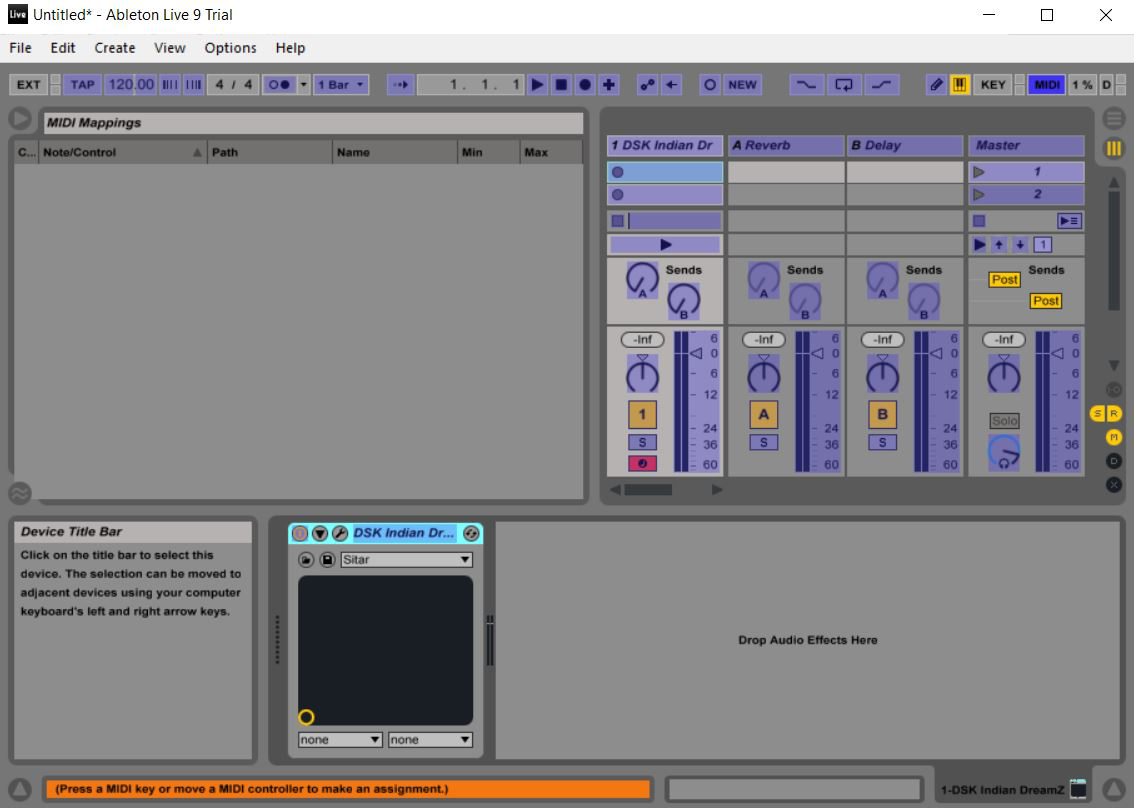 Live Untitled* - Ableton Live 9 Trial
File Edit Create View Options Help
EXT TAP 120.00 4 / 4 1 Bar 1. 1. 1 NEW KEY MIDI 1 % D
MIDI Mappings
C... Note/Control Path Name Min Max
1 DSK Indian Dr A Reverb B Delay Master
1
2
1
Sends Sends Sends Sends
A A A Post
B B B Post
-Inf 6 -Inf 6 -Inf 6 -Inf 6
0 0 0 0
6 6 6 6
12 12 12 12
1 A B Solo
24 24 24 24
S 36 S 36 S 36 36
60 60 60 60
S R
M
D
X
Device Title Bar
Click on the title bar to select this
device. The selection can be moved to
adjacent devices using your computer
keyboard's left and right arrow keys.
DSK Indian Dr...
Sitar
none none
Drop Audio Effects Here
(Press a MIDI key or move a MIDI controller to make an assignment.)
1-DSK Indian DreamZ